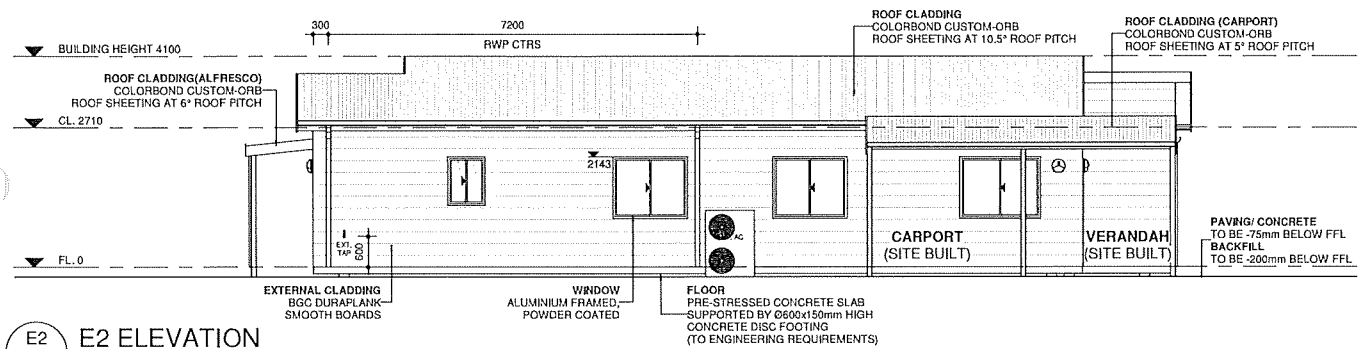 300
7200
RWP CTRS
ROOF CLADDING
COLORBOND CUSTOM-ORB
ROOF SHEETING AT 10.5° ROOF PITCH
ROOF CLADDING (CARPORT)
COLORBOND CUSTOM-ORB
ROOF SHEETING AT 5° ROOF PITCH
BUILDING HEIGHT 4100
ROOF CLADDING(ALFRESCO)
COLORBOND CUSTOM-ORB
ROOF SHEETING AT 6° ROOF PITCH
CL. 2710
2143
EXT.
TAP
600
AC
CARPORT
(SITE BUILT)
VERANDAH
(SITE BUILT)
PAVING/ CONCRETE
TO BE -75mm BELOW FFL
BACKFILL
TO BE -200mm BELOW FFL
FL. 0
EXTERNAL CLADDING
BGC DURAPLANK
SMOOTH BOARDS
WINDOW
ALUMINIUM FRAMED,
POWDER COATED
FLOOR
PRE-STRESSED CONCRETE SLAB
SUPPORTED BY Ø600x150mm HIGH
CONCRETE DISC FOOTING
(TO ENGINEERING REQUIREMENTS)
E2
E2 ELEVATION